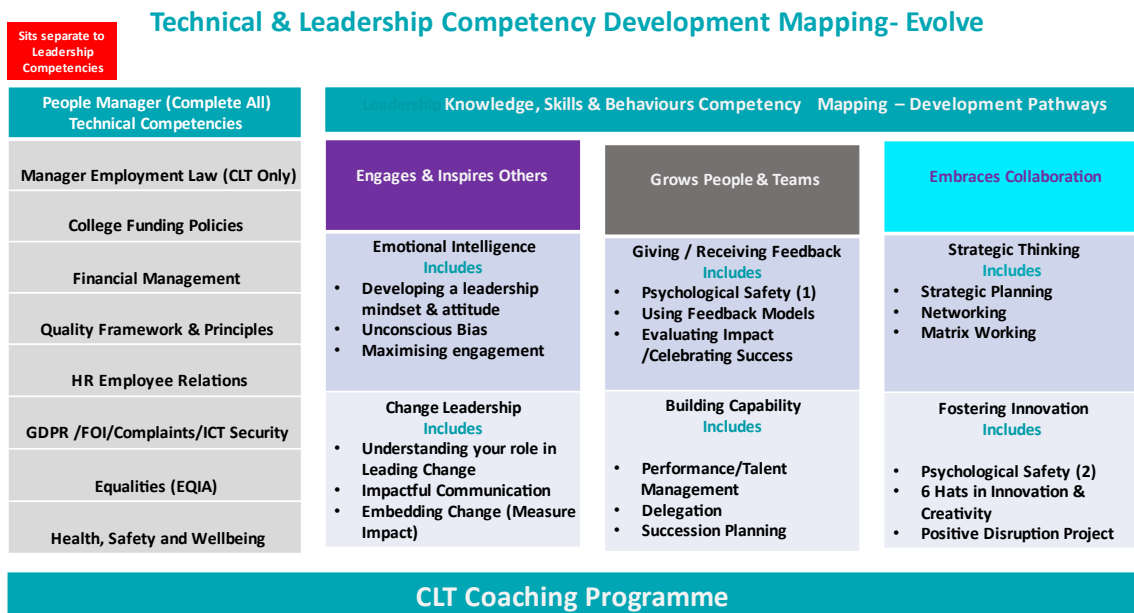 Technical & Leadership Competency Development Mapping- Evolve
Sits separate to
Leadership
Competencies
People Manager (Complete All)
Technical Competencies
Manager Employment Law (CLT Only)
College Funding Policies
Financial Management
Quality Framework & Principles
HR Employee Relations
GDPR /FOI/Complaints/ICT Security
Equalities (EQIA)
Health, Safety and Wellbeing
Leadership Knowledge, Skills & Behaviours Competency Mapping – Development Pathways
Engages & Inspires Others
Emotional Intelligence
Includes
• Developing a leadership
mindset & attitude
• Unconscious Bias
• Maximising engagement
Change Leadership
Includes
• Understanding your role in
Leading Change
• Impactful Communication
• Embedding Change (Measure
Impact)
Grows People & Teams
Giving / Receiving Feedback
Includes
• Psychological Safety (1)
• Using Feedback Models
• Evaluating Impact
/Celebrating Success
Building Capability
Includes
• Performance/Talent
Management
• Delegation
• Succession Planning
Embraces Collaboration
Strategic Thinking
Includes
• Strategic Planning
• Networking
• Matrix Working
Fostering Innovation
Includes
• Psychological Safety (2)
• 6 Hats in Innovation &
Creativity
• Positive Disruption Project
CLT Coaching Programme